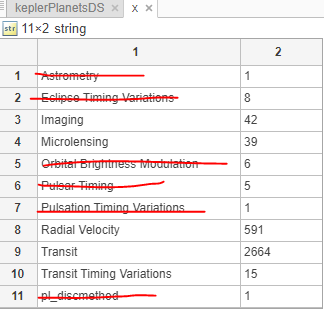 keplerPlanetsDS × x ×
str 11×2 string
1 2
1 Astrometry 1
2 Eclipse Timing Variations 8
3 Imaging 42
4 Microlensing 39
5 Orbital Brightness Modulation 6
6 Pulsar Timing 5
7 Pulsation Timing Variations 1
8 Radial Velocity 591
9 Transit 2664
10 Transit Timing Variations 15
11 pl_discmethod 1